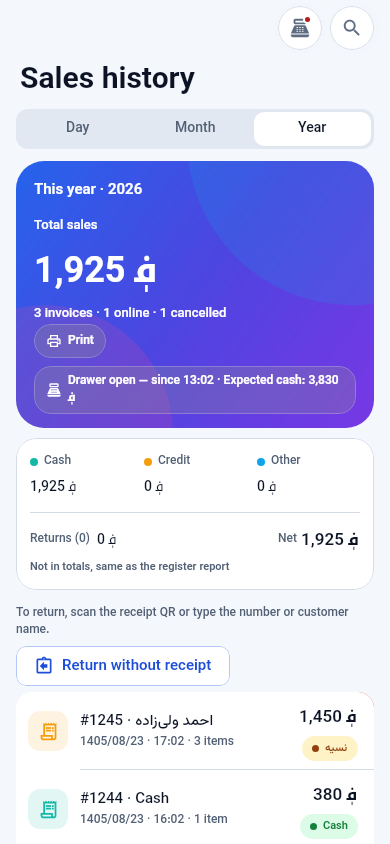 Sales history
Day Month Year
This year · 2026
Total sales
1,925 ؋
3 invoices · 1 online · 1 cancelled
Print
Drawer open — since 13:02 · Expected cash: 3,830
؋
Cash Credit Other
1,925 ؋ 0 ؋ 0 ؋
Returns (0) 0 ؋ Net 1,925 ؋
Not in totals, same as the register report
To return, scan the receipt QR or type the number or customer
name.
Return without receipt
#1245 · احمد ولی‌زاده 1,450 ؋
1405/08/23 · 17:02 · 3 items نسیه
#1244 · Cash 380 ؋
1405/08/23 · 16:02 · 1 item Cash